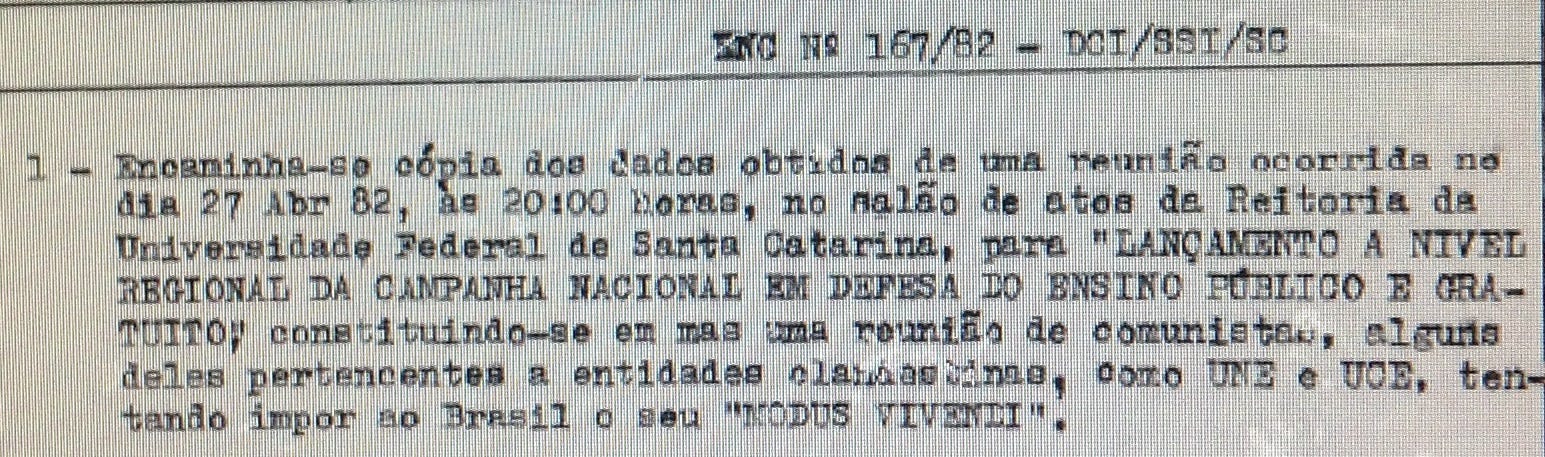 ENC Nº 167/82 - DCI/SSI/SC
1 - Encaminha-se cópia dos dados obtidos de uma reunião ocorrida no
dia 27 Abr 82, às 20:00 horas, no salão de atos da Reitoria da
Universidade Federal de Santa Catarina, para "LANÇAMENTO A NIVEL
REGIONAL DA CAMPANHA NACIONAL EM DEFESA DO ENSINO PÚBLICO E GRA-
TUITO", constituindo-se em mas uma reunião de comunistas, alguns
deles pertencentes a entidades clandestinas, como UNE e UCE, ten-
tando impor ao Brasil o seu "MODUS VIVENDI".